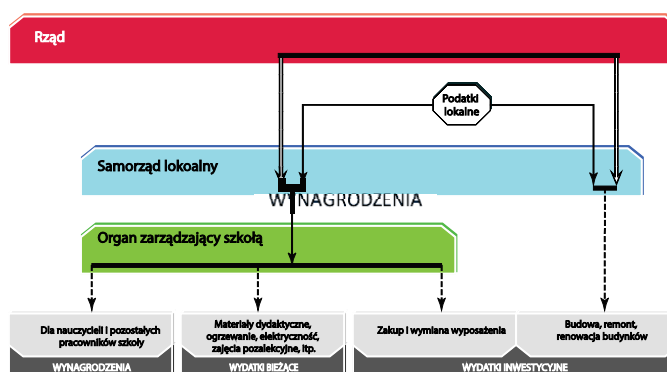 Rząd
Podatki
lokalne
Samorząd lokoalny
WYNAGRODZENIA
Organ zarządzający szkołą
Dla nauczycieli i pozostałych
pracowników szkoły
Materiały dydaktyczne,
ogrzewanie, elektryczność,
zajęcia pozalekcyjne, itp.
Zakup i wymiana wyposażenia
Budowa, remont,
renowacja budynków
WYNAGRODZENIA
WYDATKI BIEŻĄCE
WYDATKI INWESTYCYJNE